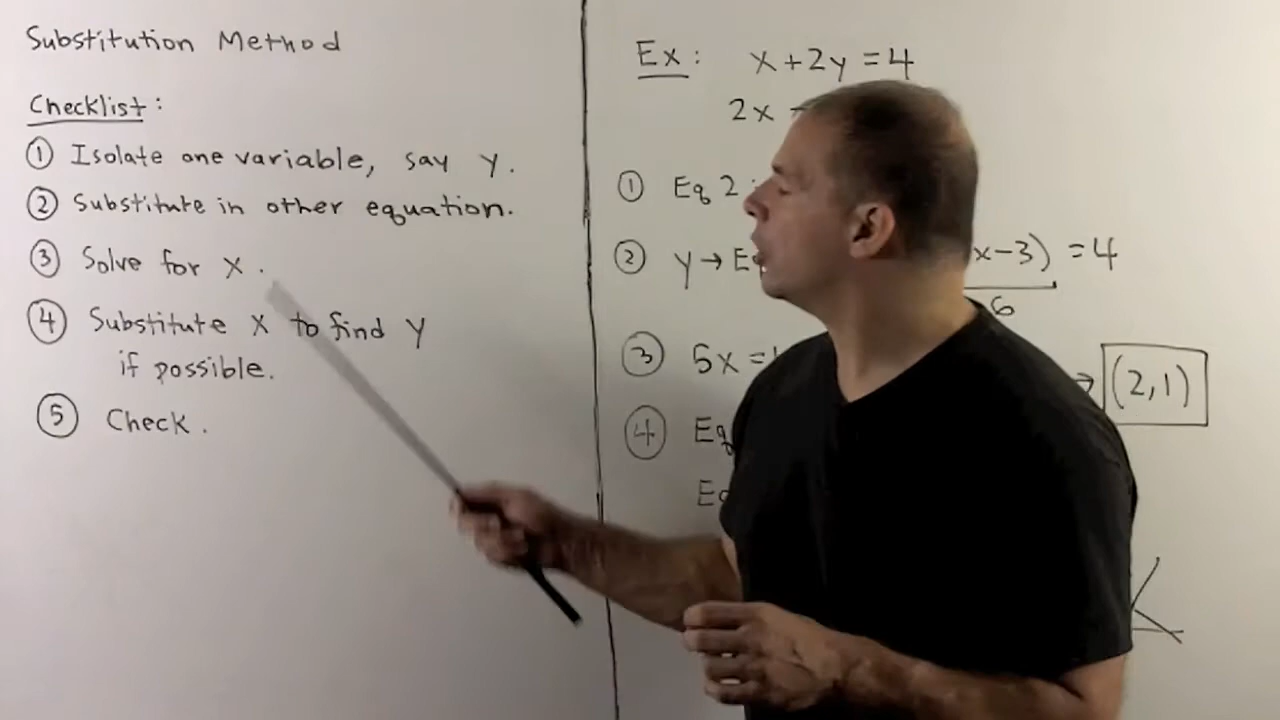 Substitution Method
Checklist:
① Isolate one variable, say y.
② Substitute in other equation.
③ Solve for x.
④ Substitute x to find y
if possible.
⑤ Check.
Ex: x+2y=4
2x
① Eq 2:
② y→ x-3) =4
6
③ 5x= → (2,1)
④ Eq